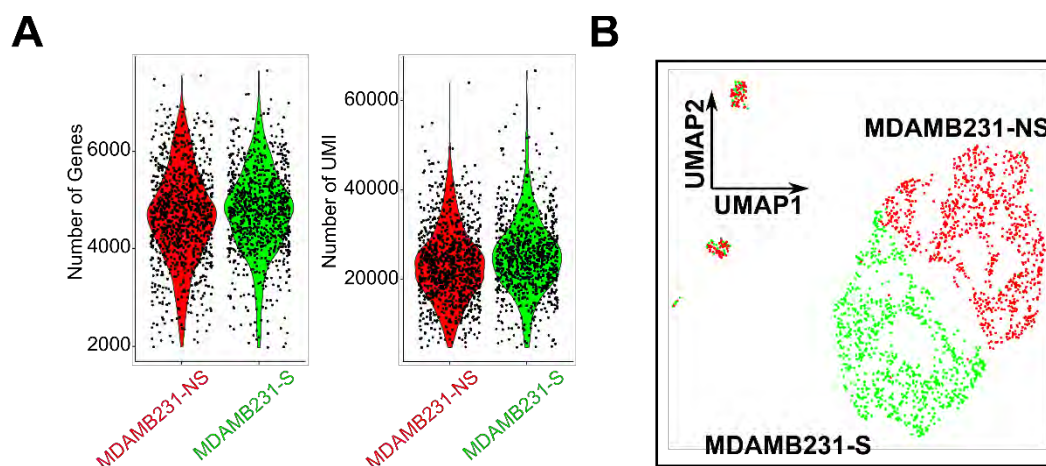 A
Number of Genes
6000
4000
2000
MDAMB231-NS
MDAMB231-S
Number of UMI
60000
40000
20000
MDAMB231-NS
MDAMB231-S
B
UMAP2
UMAP1
MDAMB231-NS
MDAMB231-S